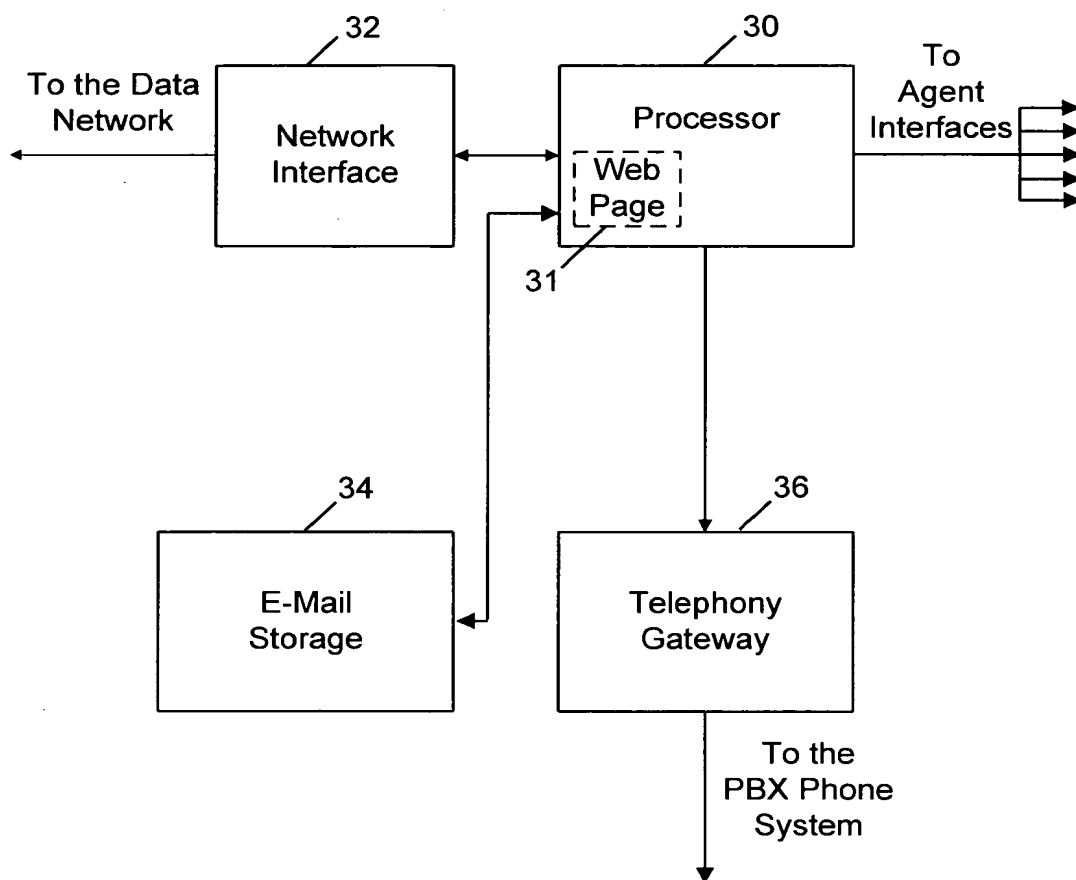 32
30
To the Data
Network
Network
Interface
Processor
Web
Page
31
To
Agent
Interfaces
34
36
E-Mail
Storage
Telephony
Gateway
To the
PBX Phone
System